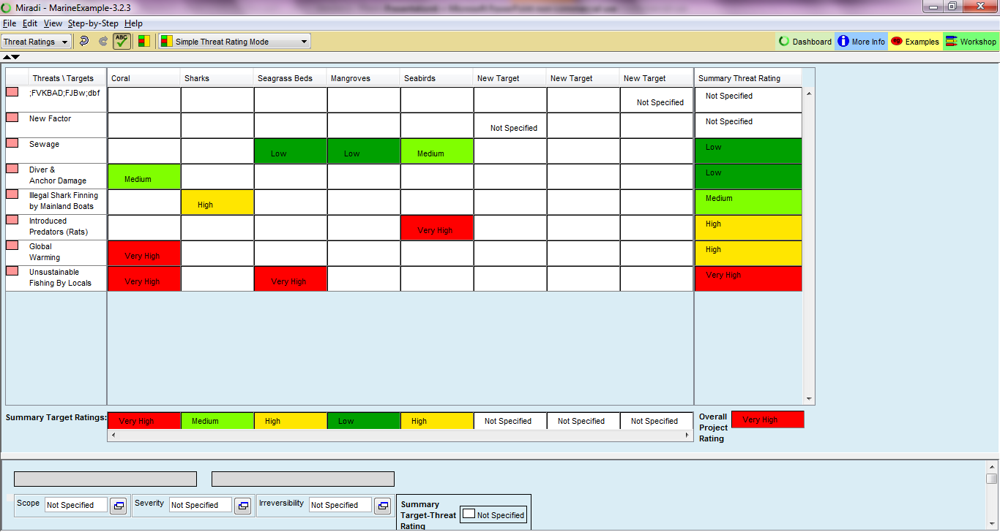 Miradi - MarineExample-3.2.3
File Edit View Step-by-Step Help
Threat Ratings ABC Simple Threat Rating Mode Dashboard More Info Examples Workshop
Threats \ Targets Coral Sharks Seagrass Beds Mangroves Seabirds New Target New Target New Target Summary Threat Rating
;FVKBAD;FJBw;dbf Not Specified Not Specified
New Factor Not Specified Not Specified
Sewage Low Low Medium Low
Diver &
Anchor Damage Medium Low
Illegal Shark Finning
by Mainland Boats High Medium
Introduced
Predators (Rats) Very High High
Global
Warming Very High High
Unsustainable
Fishing By Locals Very High Very High Very High
Summary Target Ratings: Very High Medium High Low High Not Specified Not Specified Not Specified
Overall
Project
Rating
Very High
Scope Not Specified Severity Not Specified Irreversibility Not Specified
Summary
Target-Threat
Rating
Not Specified